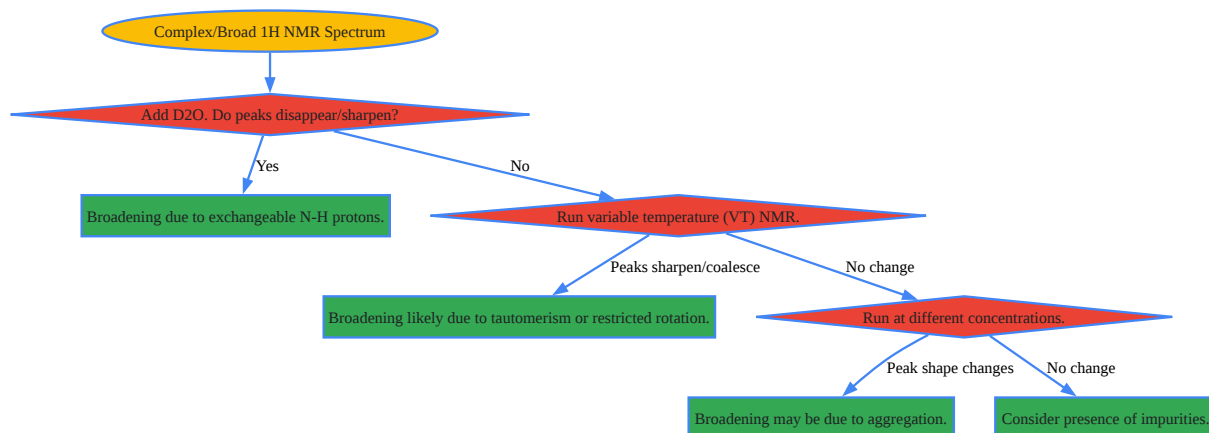 Complex/Broad 1H NMR Spectrum
Add D2O. Do peaks disappear/sharpen?
Yes
No
Broadening due to exchangeable N-H protons.
Run variable temperature (VT) NMR.
Peaks sharpen/coalesce
No change
Broadening likely due to tautomerism or restricted rotation.
Run at different concentrations.
Peak shape changes
No change
Broadening may be due to aggregation.
Consider presence of impurities.